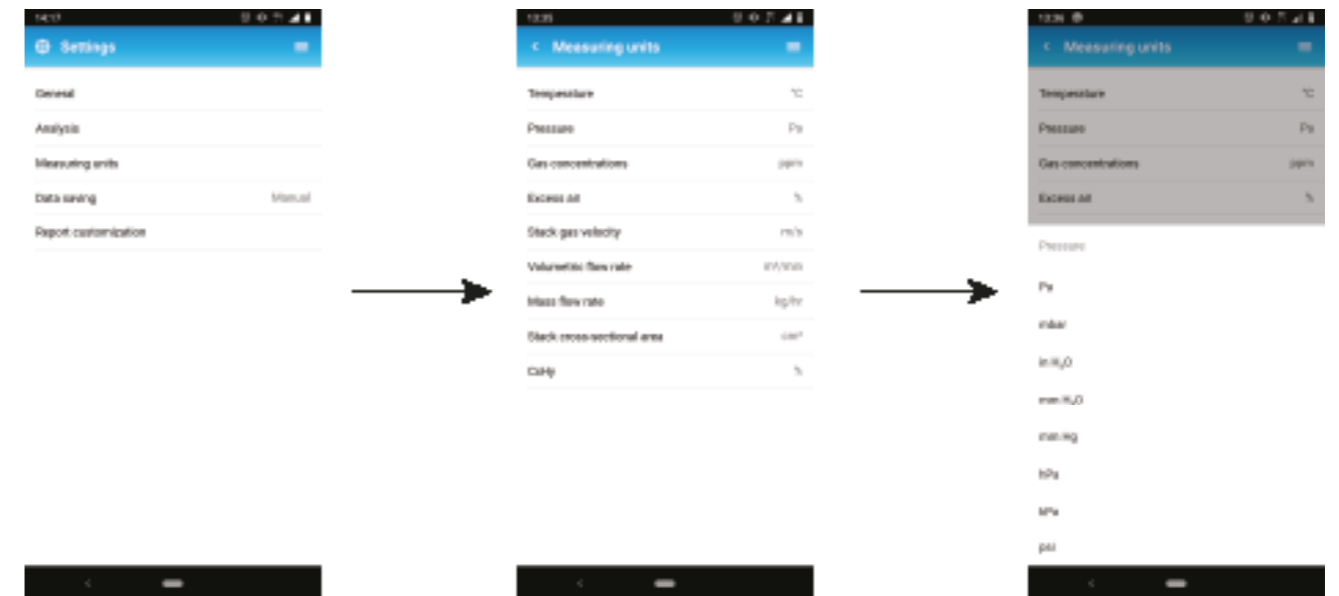 14:17
Settings
General
Analysis
Measuring units
Data saving Manual
Report customization
Measuring units
Temperature °C
Pressure Pa
Gas concentrations ppm
Excess air %
Stack gas velocity m/s
Volumetric flow rate
Mass flow rate kg/hr
Stack cross-sectional area cm²
CxHy %
Measuring units
Temperature °C
Pressure Pa
Gas concentrations ppm
Excess air %
Pressure
Pa
mbar
in H₂O
mm H₂O
mm Hg
hPa
kPa
psi